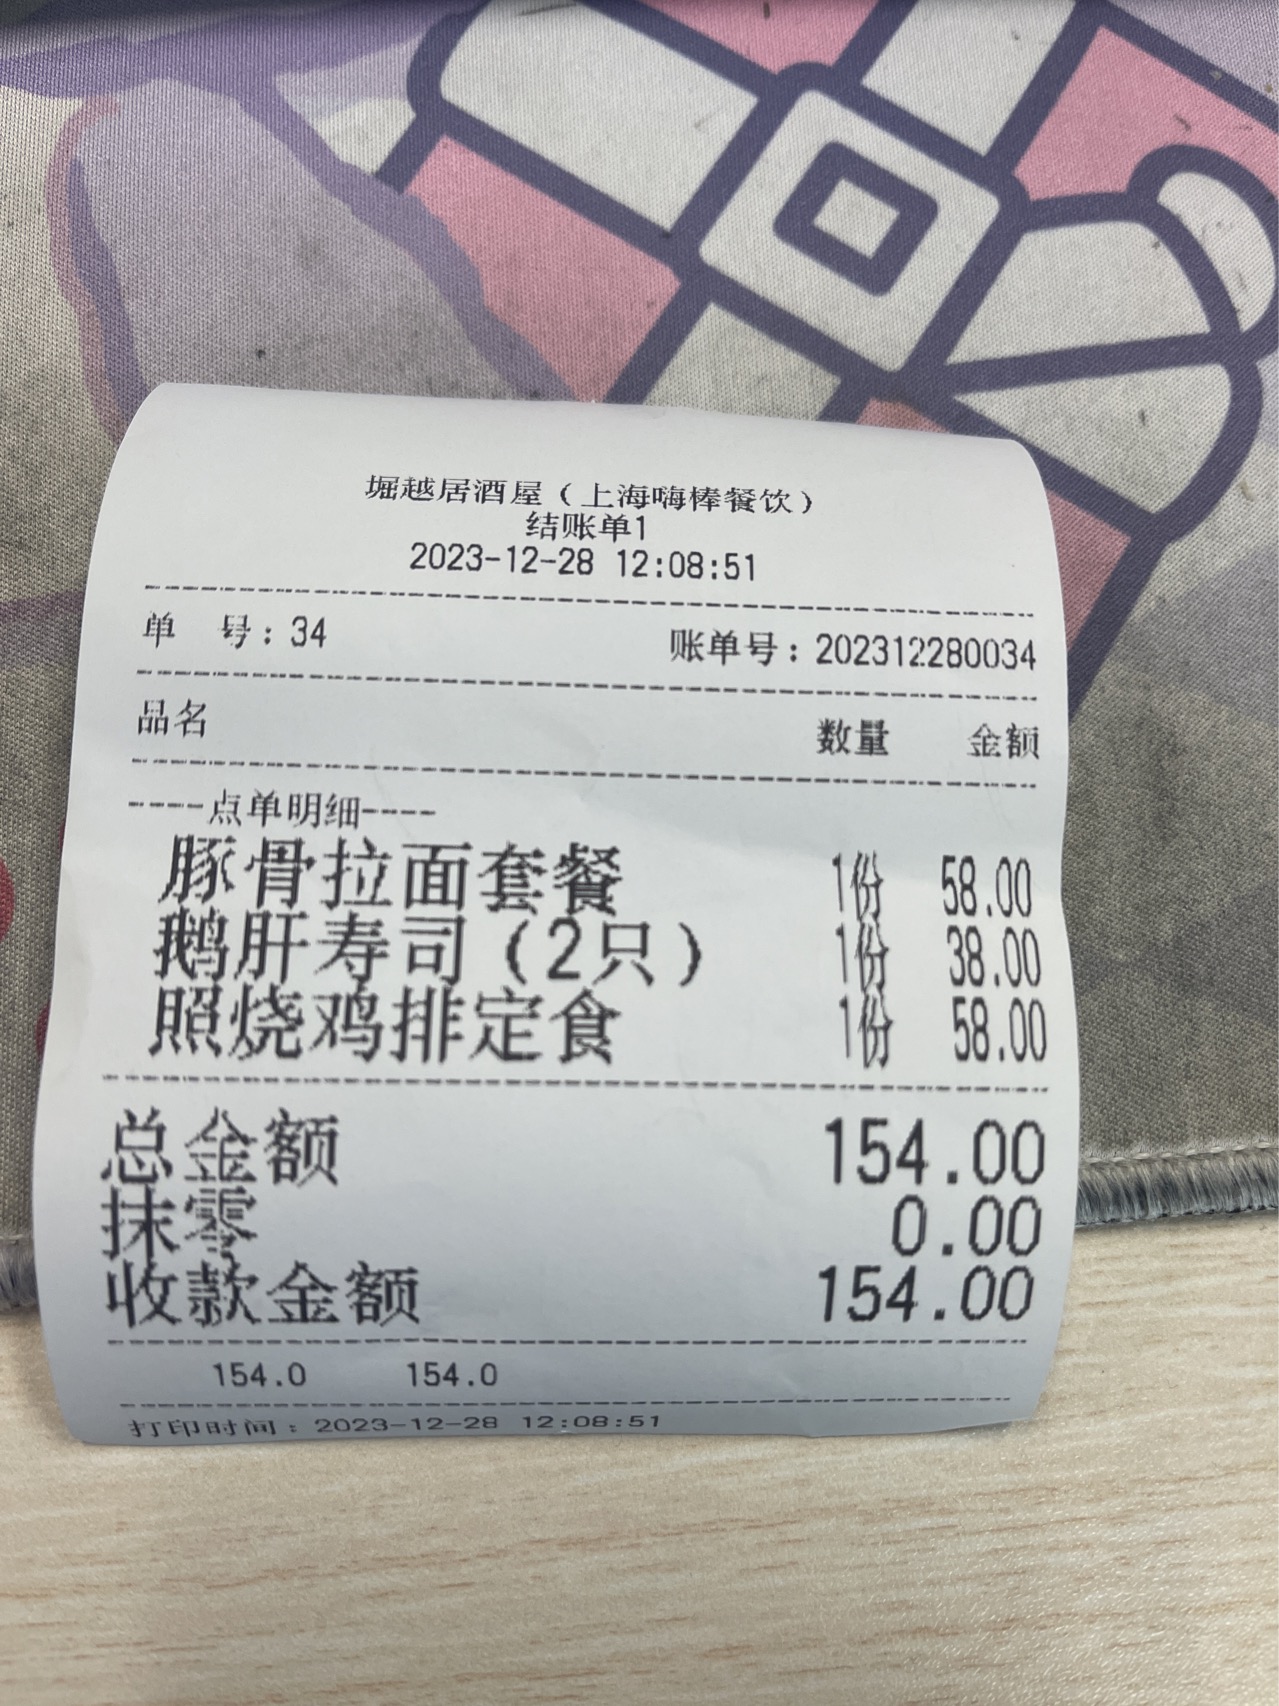 堀越居酒屋（上海嗨棒餐饮）
结账单1
2023-12-28 12:08:51
单 号：34 账单号：202312280034
品名 数量 金额
----点单明细----
豚骨拉面套餐 1份 58.00
鹅肝寿司（2只） 1份 38.00
照烧鸡排定食 1份 58.00
总金额 154.00
抹零 0.00
收款金额 154.00
154.0 154.0
打印时间：2023-12-28 12:08:51